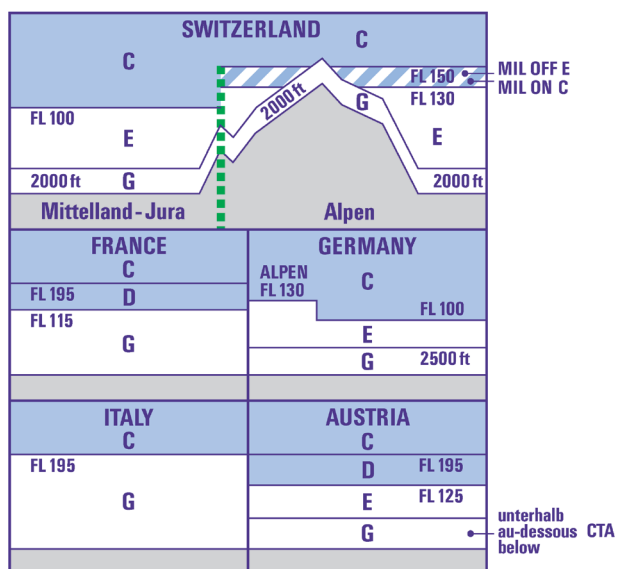 SWITZERLAND
C
C
FL 150
MIL OFF E
MIL ON C
FL 130
FL 100
2000 ft
G
E
E
2000 ft
G
2000 ft
Mittelland - Jura
Alpen
FRANCE
C
FL 195
D
FL 115
G
GERMANY
ALPEN
FL 130
C
FL 100
E
G
2500 ft
ITALY
C
FL 195
G
AUSTRIA
C
D
FL 195
E
FL 125
G
unterhalb
au-dessous CTA
below